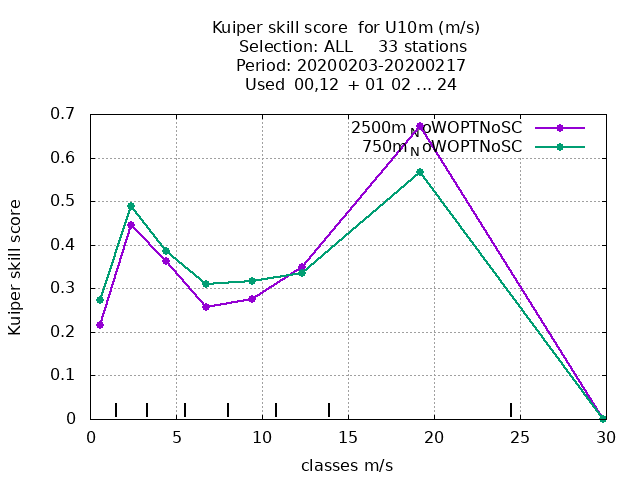 Kuiper skill score  for U10m (m/s)
Selection: ALL     33 stations
Period: 20200203-20200217
Used  00,12  + 01 02 ... 24
2500m_NoWOPTNoSC
750m_NoWOPTNoSC
0.7
0.6
0.5
0.4
0.3
0.2
0.1
0
Kuiper skill score
0 5 10 15 20 25 30
classes m/s